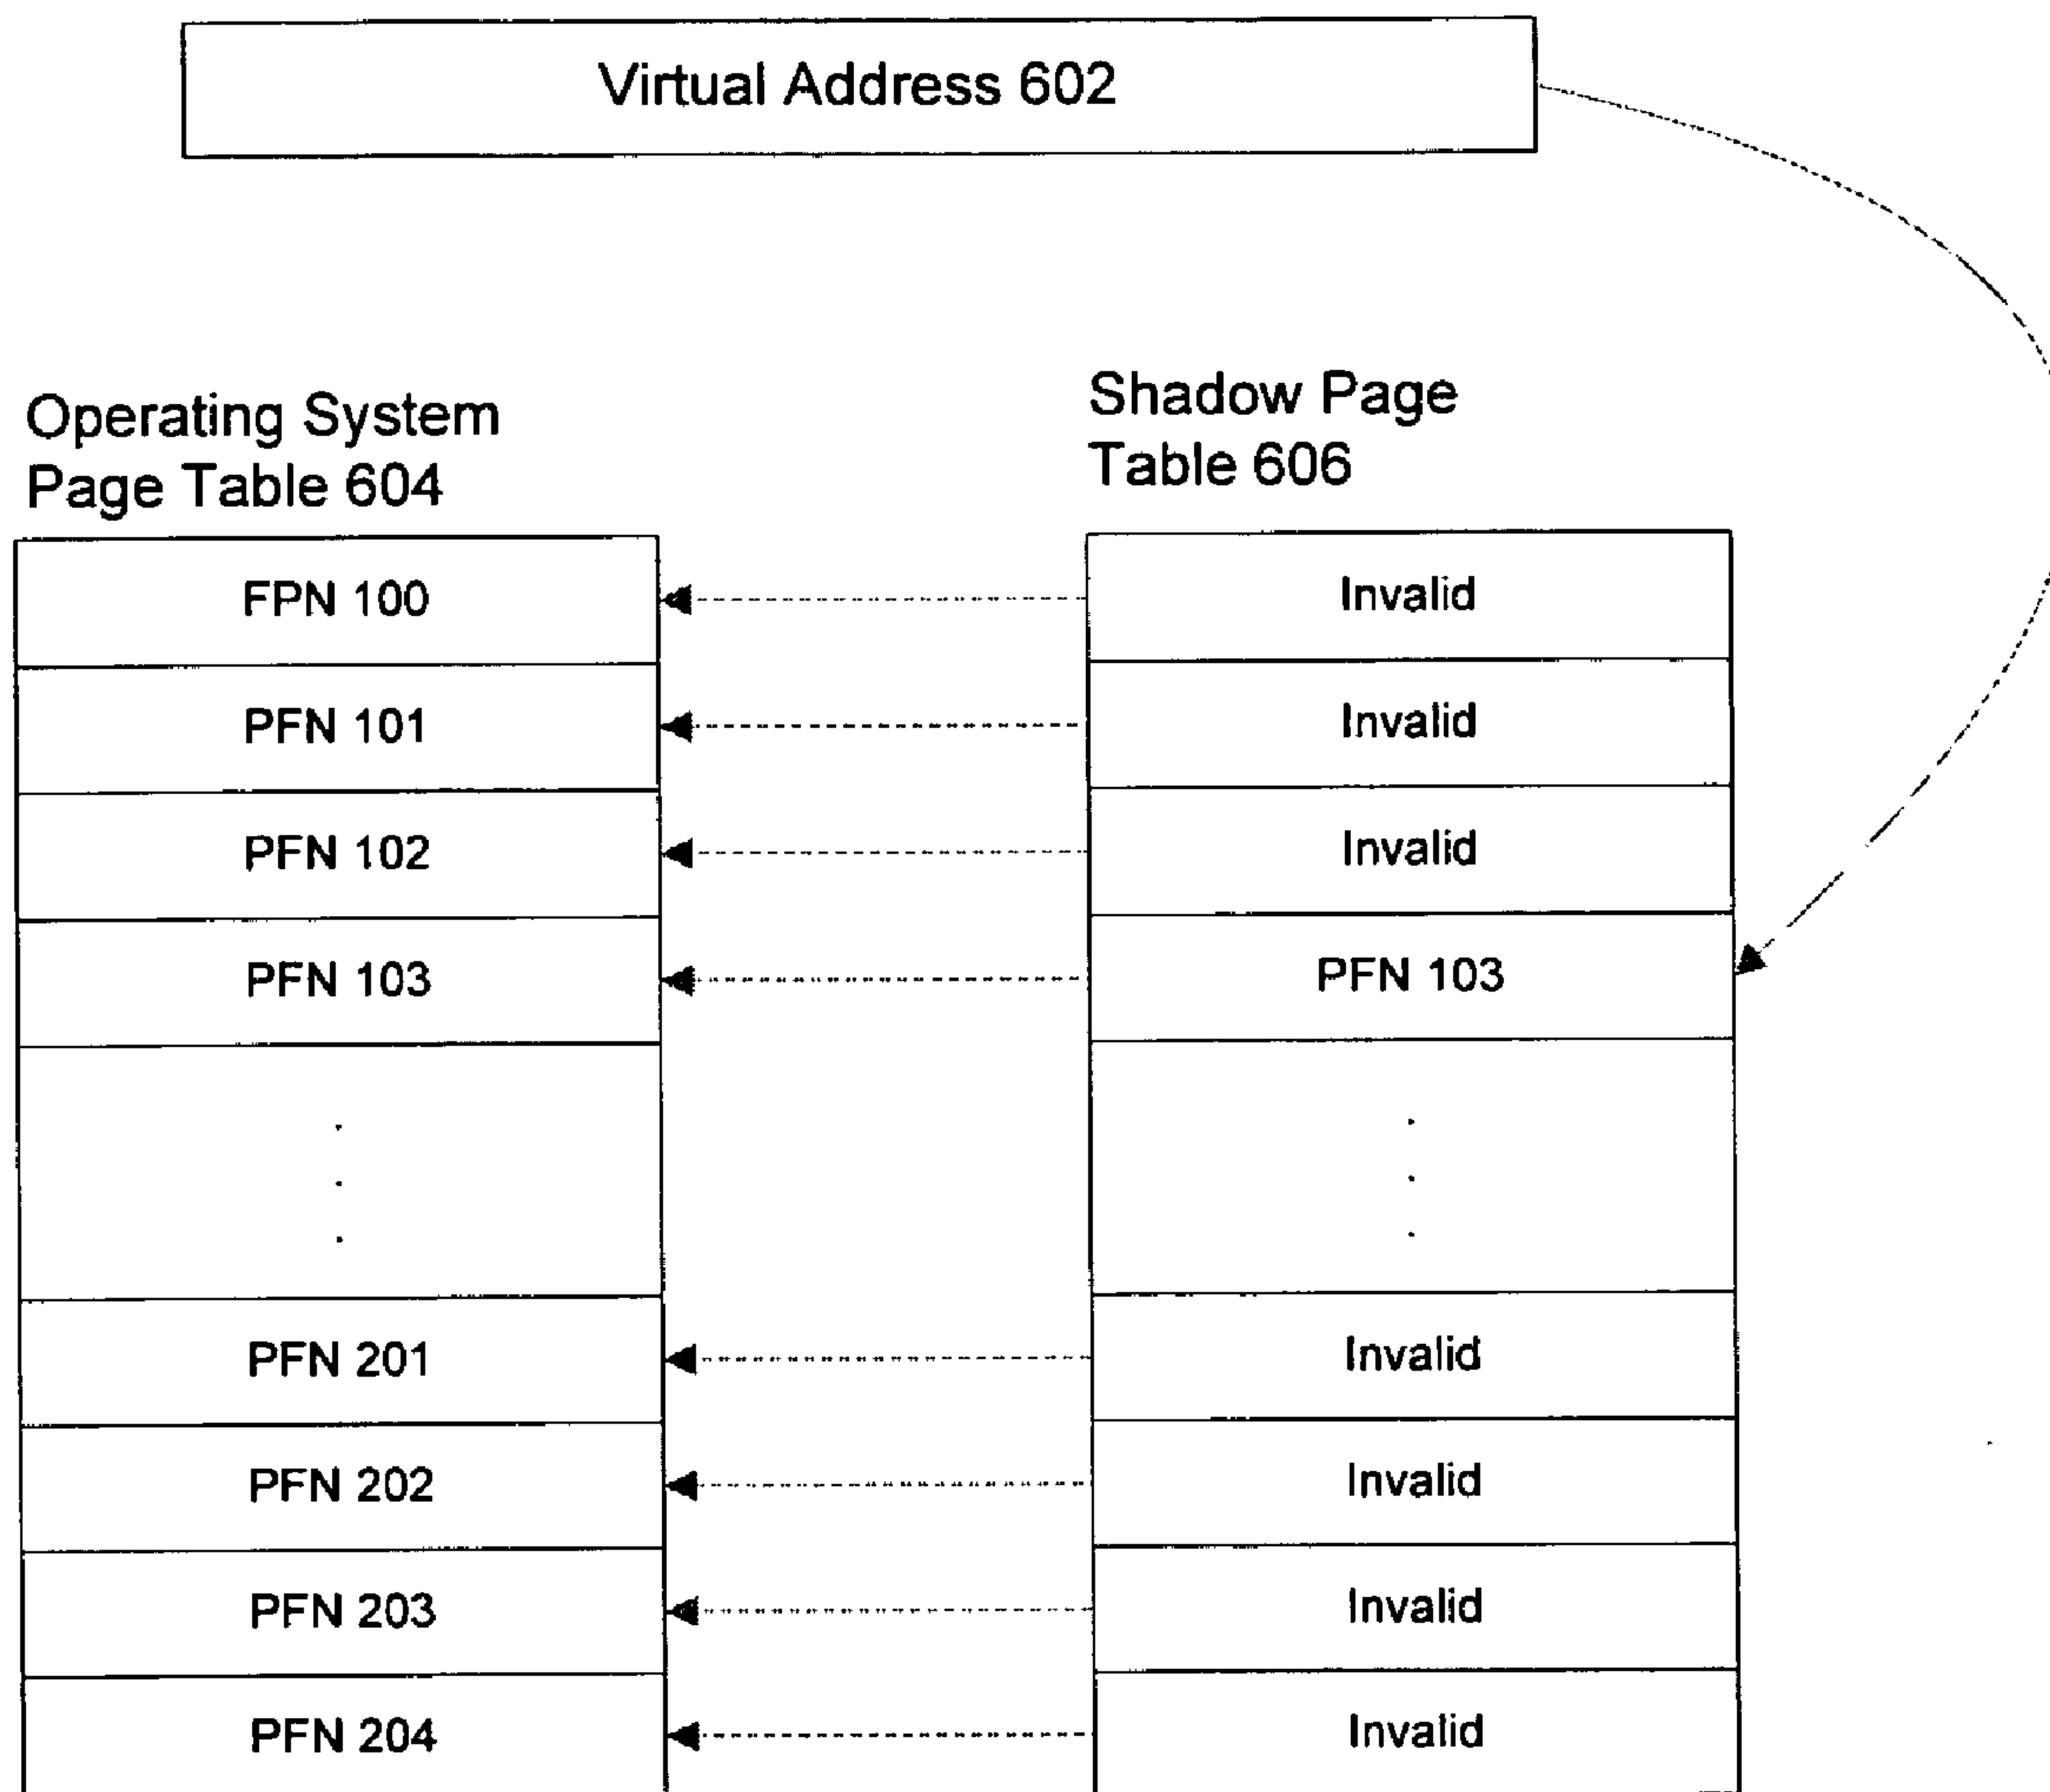 Virtual Address 602
Operating System
Page Table 604
FPN 100
PFN 101
PFN 102
PFN 103
.
.
.
PFN 201
PFN 202
PFN 203
PFN 204
Shadow Page
Table 606
Invalid
Invalid
Invalid
PFN 103
.
.
.
Invalid
Invalid
Invalid
Invalid